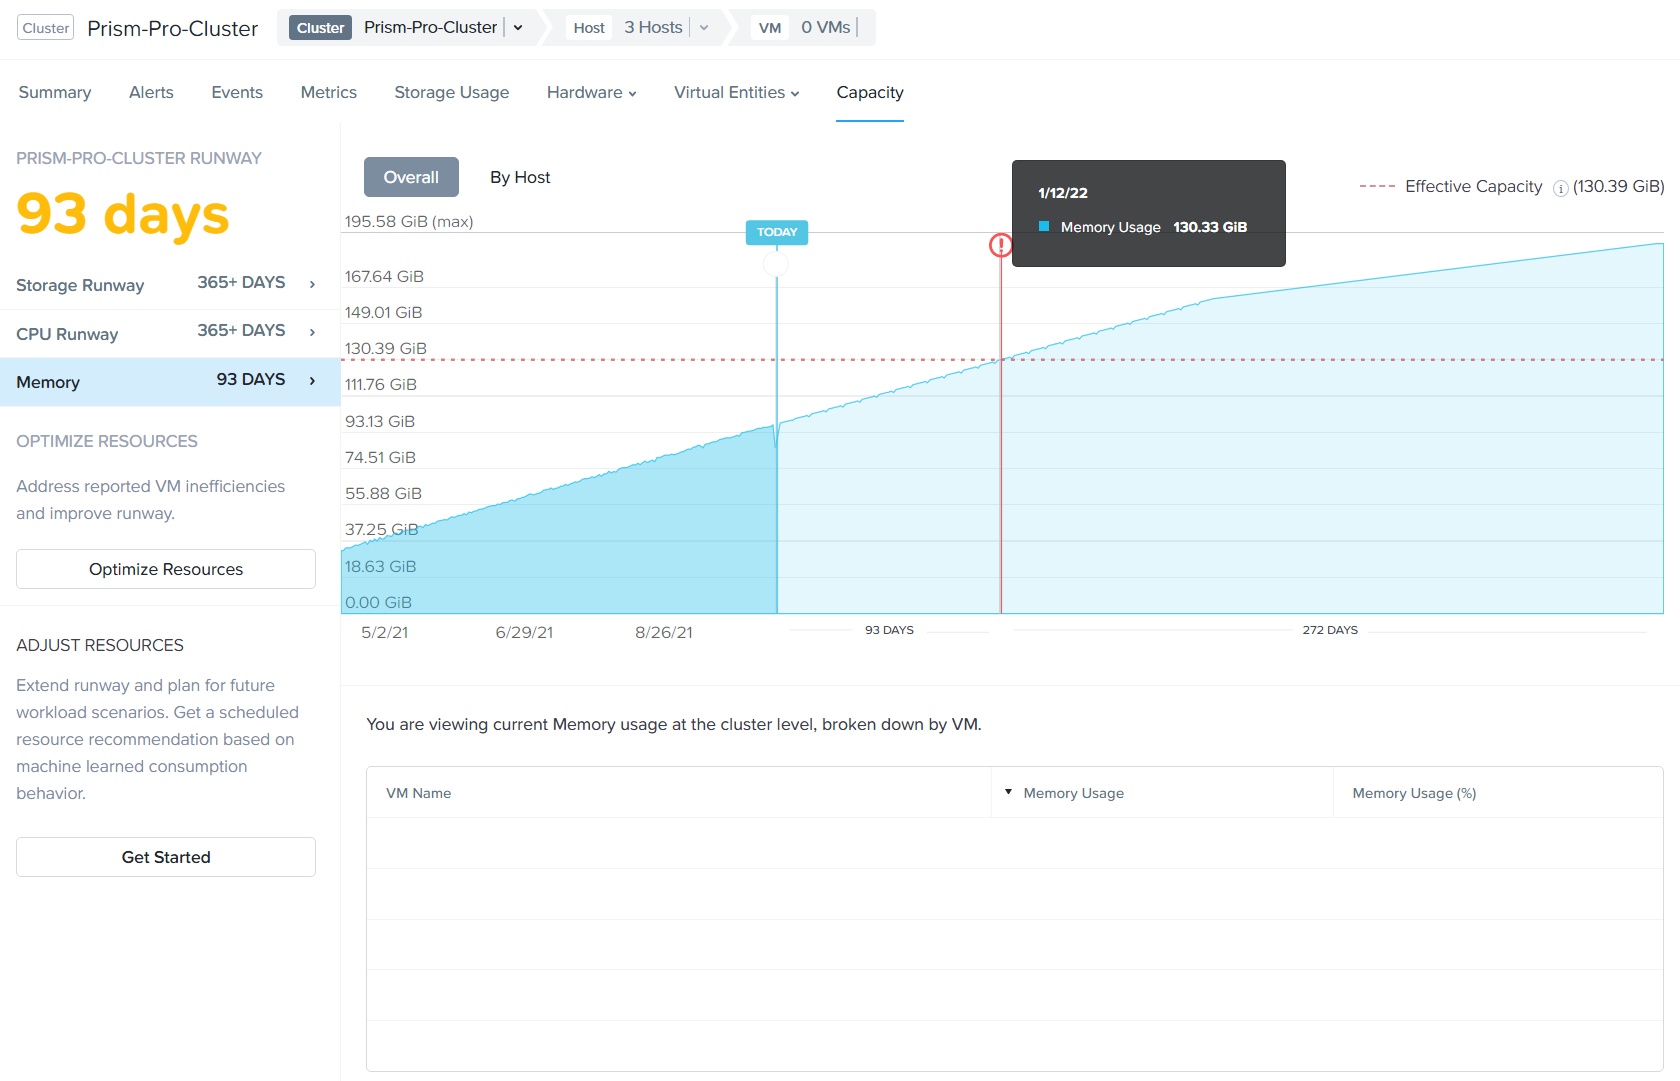 Cluster Prism-Pro-Cluster Cluster Prism-Pro-Cluster Host 3 Hosts VM 0 VMs
Summary Alerts Events Metrics Storage Usage Hardware Virtual Entities Capacity
PRISM-PRO-CLUSTER RUNWAY
93 days
Storage Runway 365+ DAYS
CPU Runway 365+ DAYS
Memory 93 DAYS
OPTIMIZE RESOURCES
Address reported VM inefficiencies
and improve runway.
Optimize Resources
ADJUST RESOURCES
Extend runway and plan for future
workload scenarios. Get a scheduled
resource recommendation based on
machine learned consumption
behavior.
Get Started
Overall By Host
1/12/22
Memory Usage 130.33 GiB
Effective Capacity i (130.39 GiB)
195.58 GiB (max)
TODAY
167.64 GiB
149.01 GiB
130.39 GiB
111.76 GiB
93.13 GiB
74.51 GiB
55.88 GiB
37.25 GiB
18.63 GiB
0.00 GiB
5/2/21 6/29/21 8/26/21 93 DAYS 272 DAYS
You are viewing current Memory usage at the cluster level, broken down by VM.
VM Name Memory Usage Memory Usage (%)